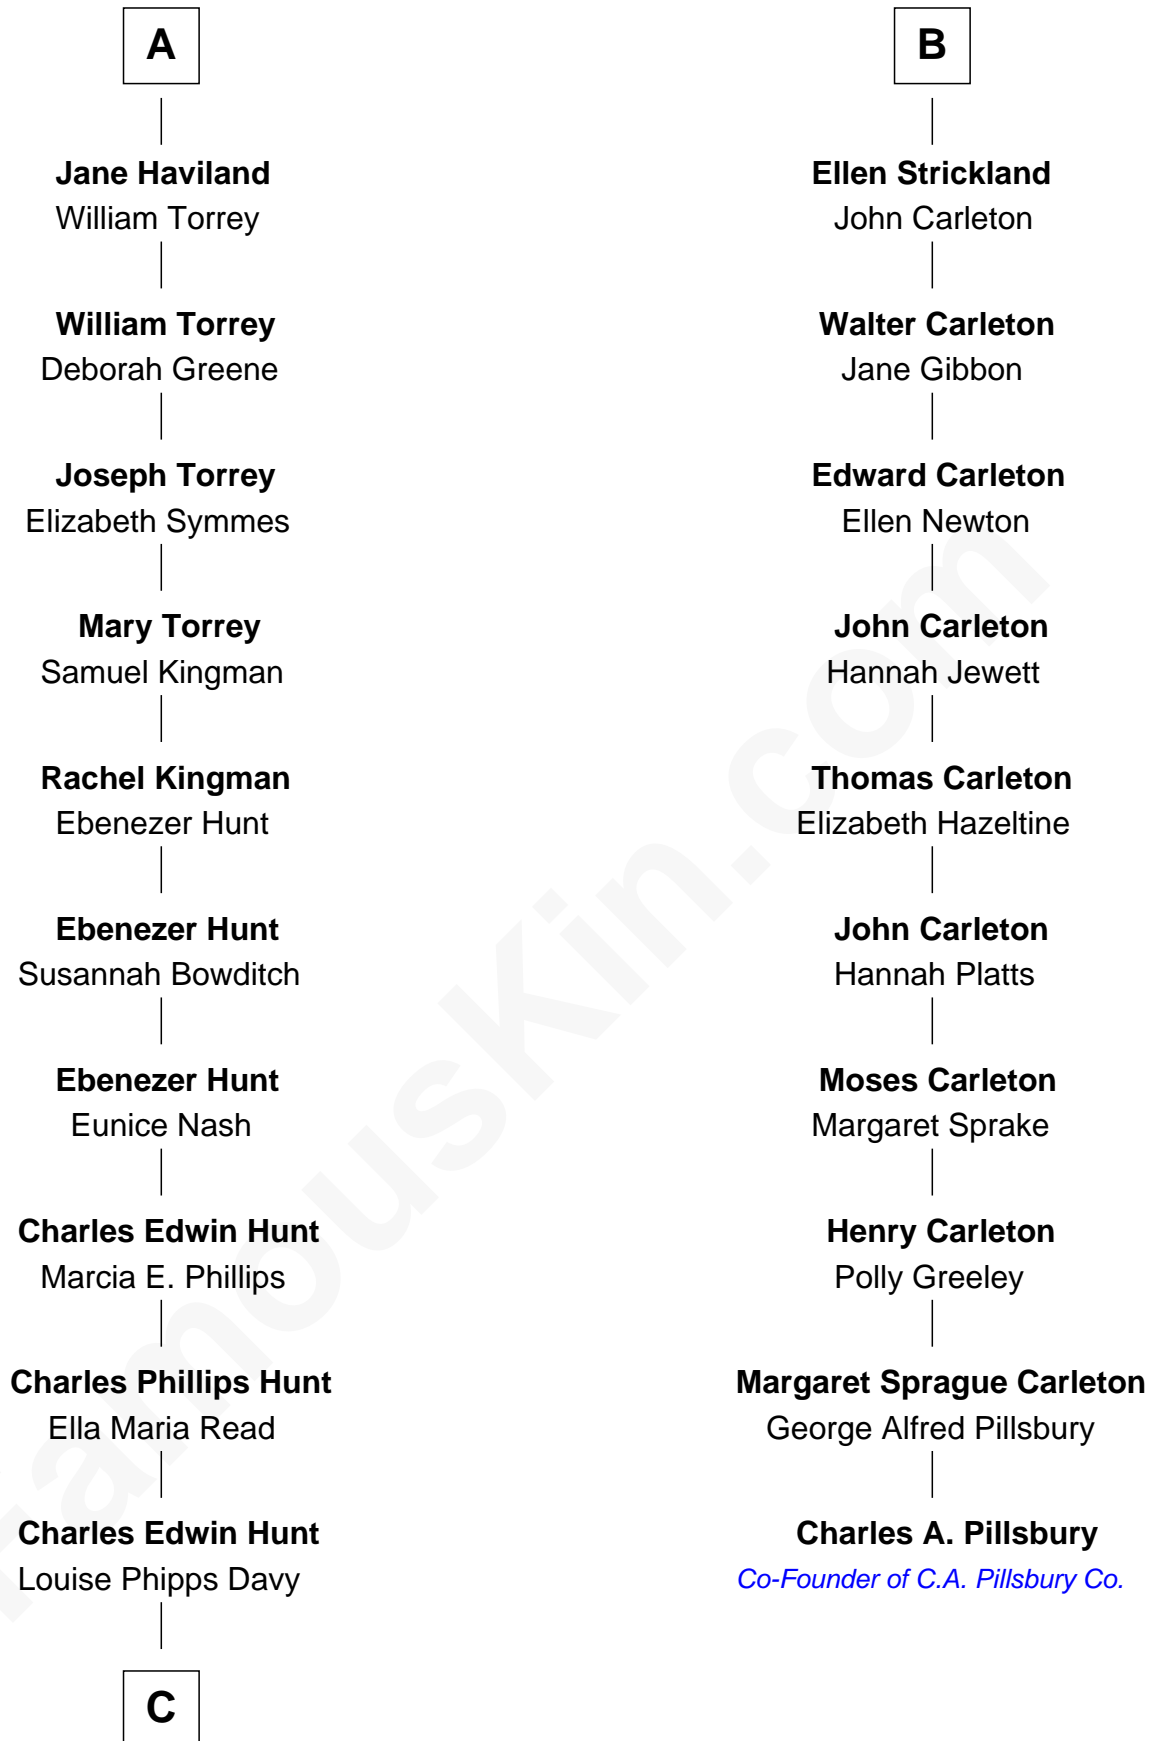 A
Jane Haviland
William Torrey
William Torrey
Deborah Greene
Joseph Torrey
Elizabeth Symmes
Mary Torrey
Samuel Kingman
Rachel Kingman
Ebenezer Hunt
Ebenezer Hunt
Susannah Bowditch
Ebenezer Hunt
Eunice Nash
Charles Edwin Hunt
Marcia E. Phillips
Charles Phillips Hunt
Ella Maria Read
Charles Edwin Hunt
Louise Phipps Davy
C
B
Ellen Strickland
John Carleton
Walter Carleton
Jane Gibbon
Edward Carleton
Ellen Newton
John Carleton
Hannah Jewett
Thomas Carleton
Elizabeth Hazeltine
John Carleton
Hannah Platts
Moses Carleton
Margaret Sprake
Henry Carleton
Polly Greeley
Margaret Sprague Carleton
George Alfred Pillsbury
Charles A. Pillsbury
Co-Founder of C.A. Pillsbury Co.
FamousKin.com